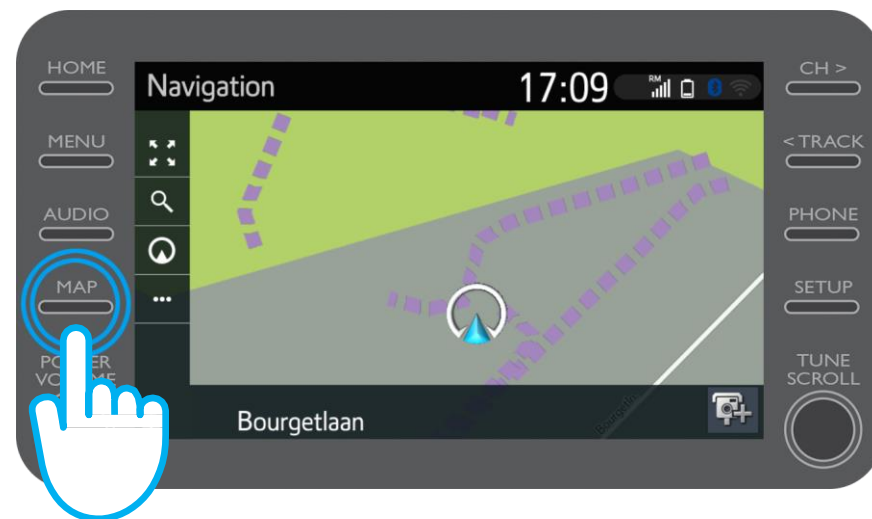 HOME
MENU
AUDIO
MAP
Navigation
17:09
RM
Bourgetlaan
CH >
< TRACK
PHONE
SETUP
TUNE
SCROLL